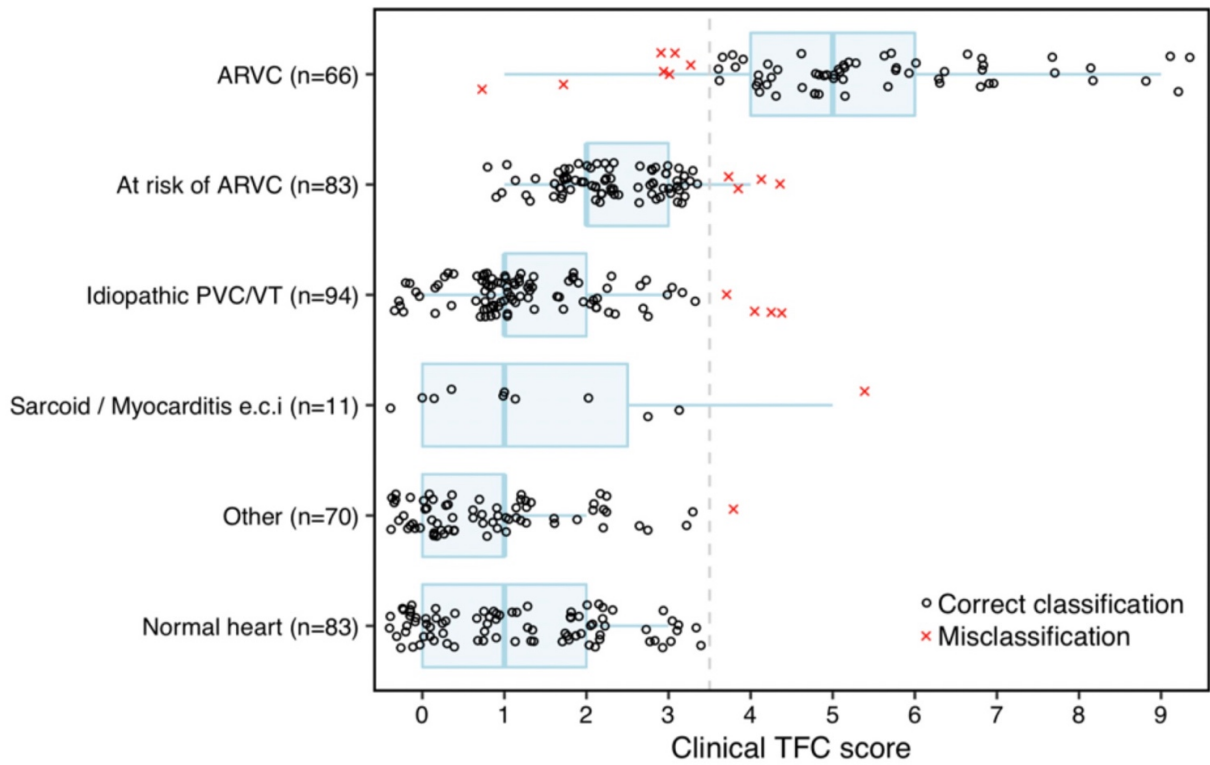 ARVC (n=66)
At risk of ARVC (n=83)
Idiopathic PVC/VT (n=94)
Sarcoid / Myocarditis e.c.i (n=11)
Other (n=70)
Normal heart (n=83)
Correct classification
Misclassification
0 1 2 3 4 5 6 7 8 9
Clinical TFC score